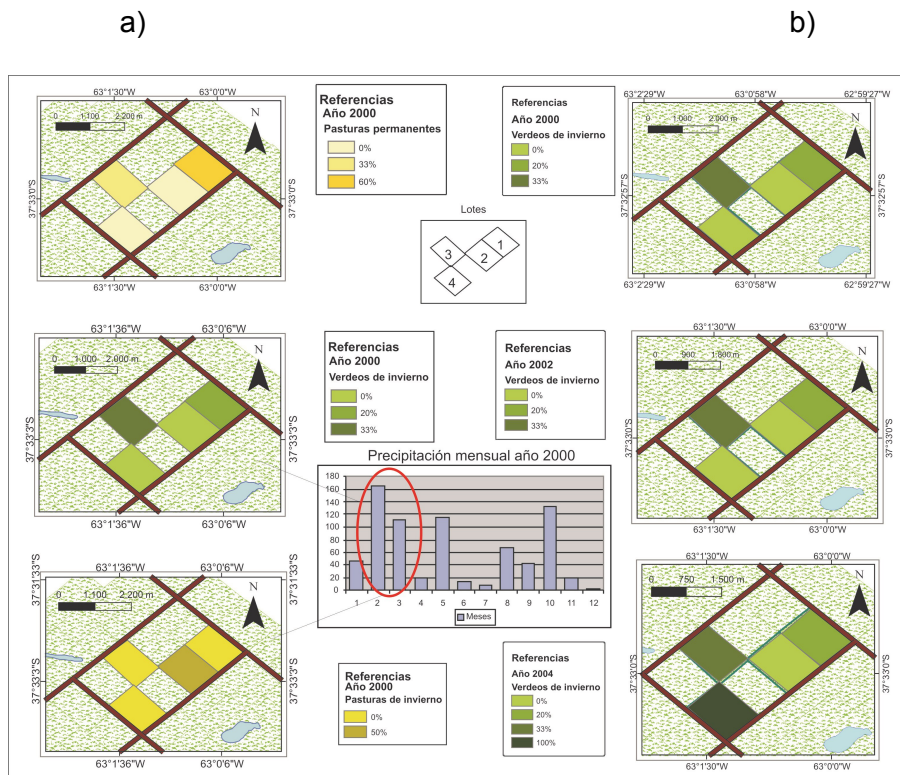 a)
b)
63°1'30"W 63°0'0"W
N
0 1.100 2.200 m
37°33'0"S
37°33'0"S
63°1'30"W 63°0'0"W
Referencias
Año 2000
Pasturas permanentes
0%
33%
60%
Referencias
Año 2000
Verdeos de invierno
0%
20%
33%
63°2'29"W 63°0'58"W 62°59'27"W
N
0 1.000 2.000 m
37°32'57"S
37°32'57"S
63°2'29"W 63°0'58"W 62°59'27"W
Lotes
1
2
3
4
63°1'36"W 63°0'6"W
N
0 1.000 2.000 m
37°33'3"S
37°33'3"S
63°1'36"W 63°0'6"W
Referencias
Año 2000
Verdeos de invierno
0%
20%
33%
Referencias
Año 2002
Verdeos de invierno
0%
20%
33%
63°1'30"W 63°0'0"W
N
0 900 1.800 m
37°33'0"S
37°33'0"S
63°1'30"W 63°0'0"W
Precipitación mensual año 2000
180
160
140
120
100
80
60
40
20
0
1 2 3 4 5 6 7 8 9 10 11 12
Meses
63°1'36"W 63°0'6"W
37°31'33"S
37°31'33"S
N
0 1.100 2.200 m
37°33'3"S
37°33'3"S
63°1'36"W 63°0'6"W
Referencias
Año 2000
Pasturas de invierno
0%
50%
Referencias
Año 2004
Verdeos de invierno
0%
20%
33%
100%
63°1'30"W 63°0'0"W
N
0 750 1.500 m
37°33'0"S
37°33'0"S
63°1'30"W 63°0'0"W